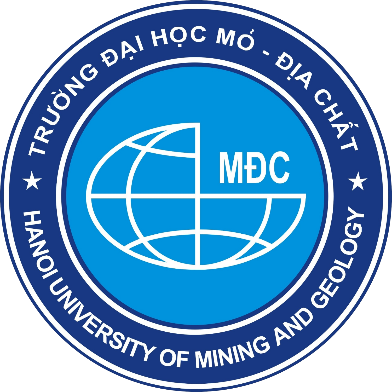 TRƯỜNG ĐẠI HỌC MỎ - ĐỊA CHẤT
MĐC
HANOI UNIVERSITY OF MINING AND GEOLOGY